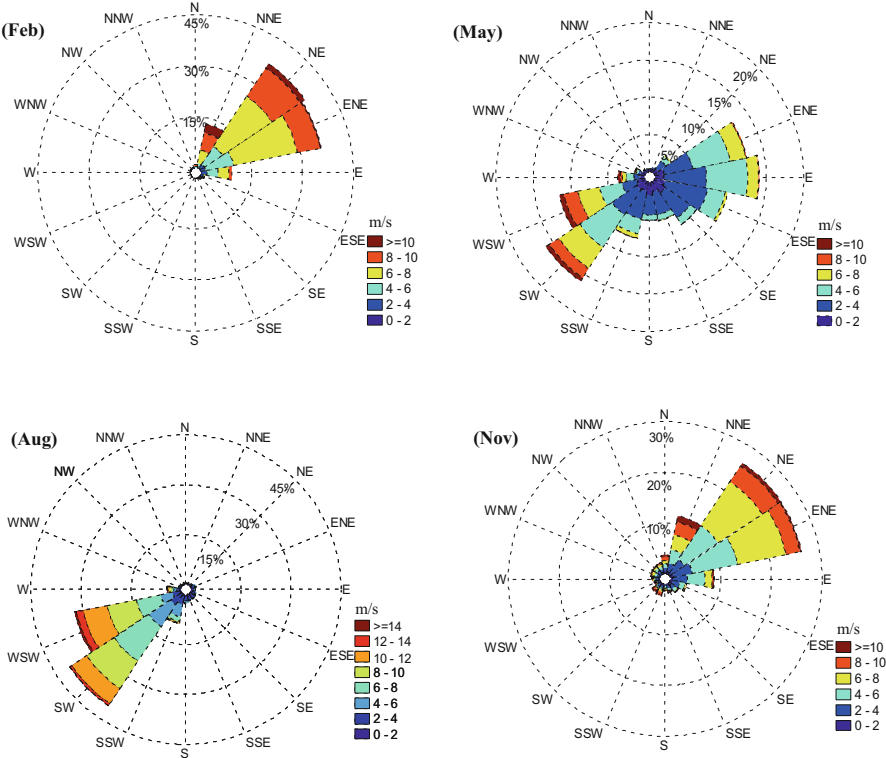 (Feb)
N
NNE
NE
ENE
E
ESE
SE
SSE
S
SSW
SW
WSW
W
WNW
NW
NNW
45%
30%
15%
m/s
>=10
8 - 10
6 - 8
4 - 6
2 - 4
0 - 2
(May)
N
NNE
NE
ENE
E
ESE
SE
SSE
S
SSW
SW
WSW
W
WNW
NW
NNW
20%
15%
10%
5%
m/s
>=10
8 - 10
6 - 8
4 - 6
2 - 4
0 - 2
(Aug)
N
NNE
NE
ENE
E
ESE
SE
SSE
S
SSW
SW
WSW
W
WNW
NW
NNW
45%
30%
15%
m/s
>=14
12 - 14
10 - 12
8 - 10
6 - 8
4 - 6
2 - 4
0 - 2
(Nov)
N
NNE
NE
ENE
E
ESE
SE
SSE
S
SSW
SW
WSW
W
WNW
NW
NNW
30%
20%
10%
m/s
>=10
8 - 10
6 - 8
4 - 6
2 - 4
0 - 2